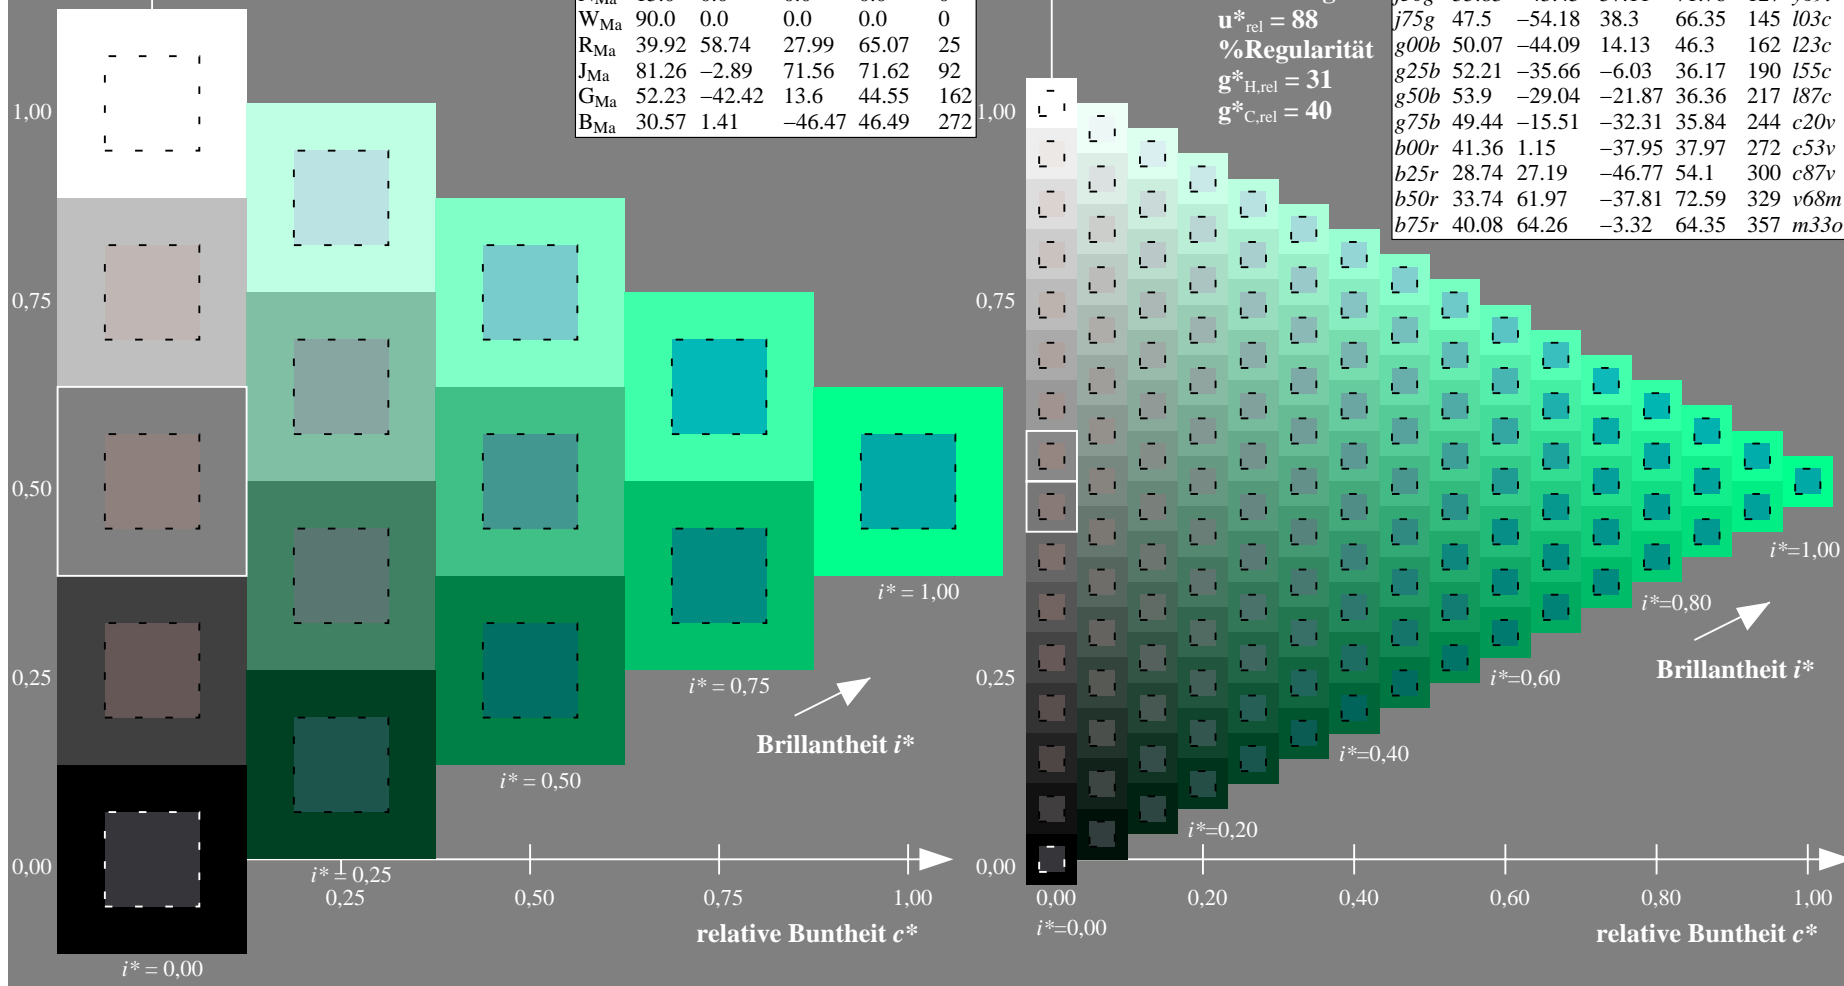 W_Ma 90.0 0.0 0.0 0.0 0
R_Ma 39.92 58.74 27.99 65.07 25
J_Ma 81.26 −2.89 71.56 71.62 92
G_Ma 52.23 −42.42 13.6 44.55 162
B_Ma 30.57 1.41 −46.47 46.49 272
u*rel = 88
%Regularität
g*H,rel = 31
g*C,rel = 40
j75g 47.5 −54.18 38.3 66.35 145 l03c
g00b 50.07 −44.09 14.13 46.3 162 l23c
g25b 52.21 −35.66 −6.03 36.17 190 l55c
g50b 53.9 −29.04 −21.87 36.36 217 l87c
g75b 49.44 −15.51 −32.31 35.84 244 c20v
b00r 41.36 1.15 −37.95 37.97 272 c53v
b25r 28.74 27.19 −46.77 54.1 300 c87v
b50r 33.74 61.97 −37.81 72.59 329 v68m
b75r 40.08 64.26 −3.32 64.35 357 m33o
1,00
0,75
0,50
0,25
0,00
i* = 1,00
i* = 0,75
Brillantheit i*
i* = 0,50
i* = 0,25
0,25 0,50 0,75 1,00
relative Buntheit c*
i* = 0,00
1,00
0,75
0,50
0,25
0,00
i*=1,00
i*=0,80
Brillantheit i*
i*=0,60
i*=0,40
i*=0,20
0,00 0,20 0,40 0,60 0,80 1,00
i*=0,00
relative Buntheit c*